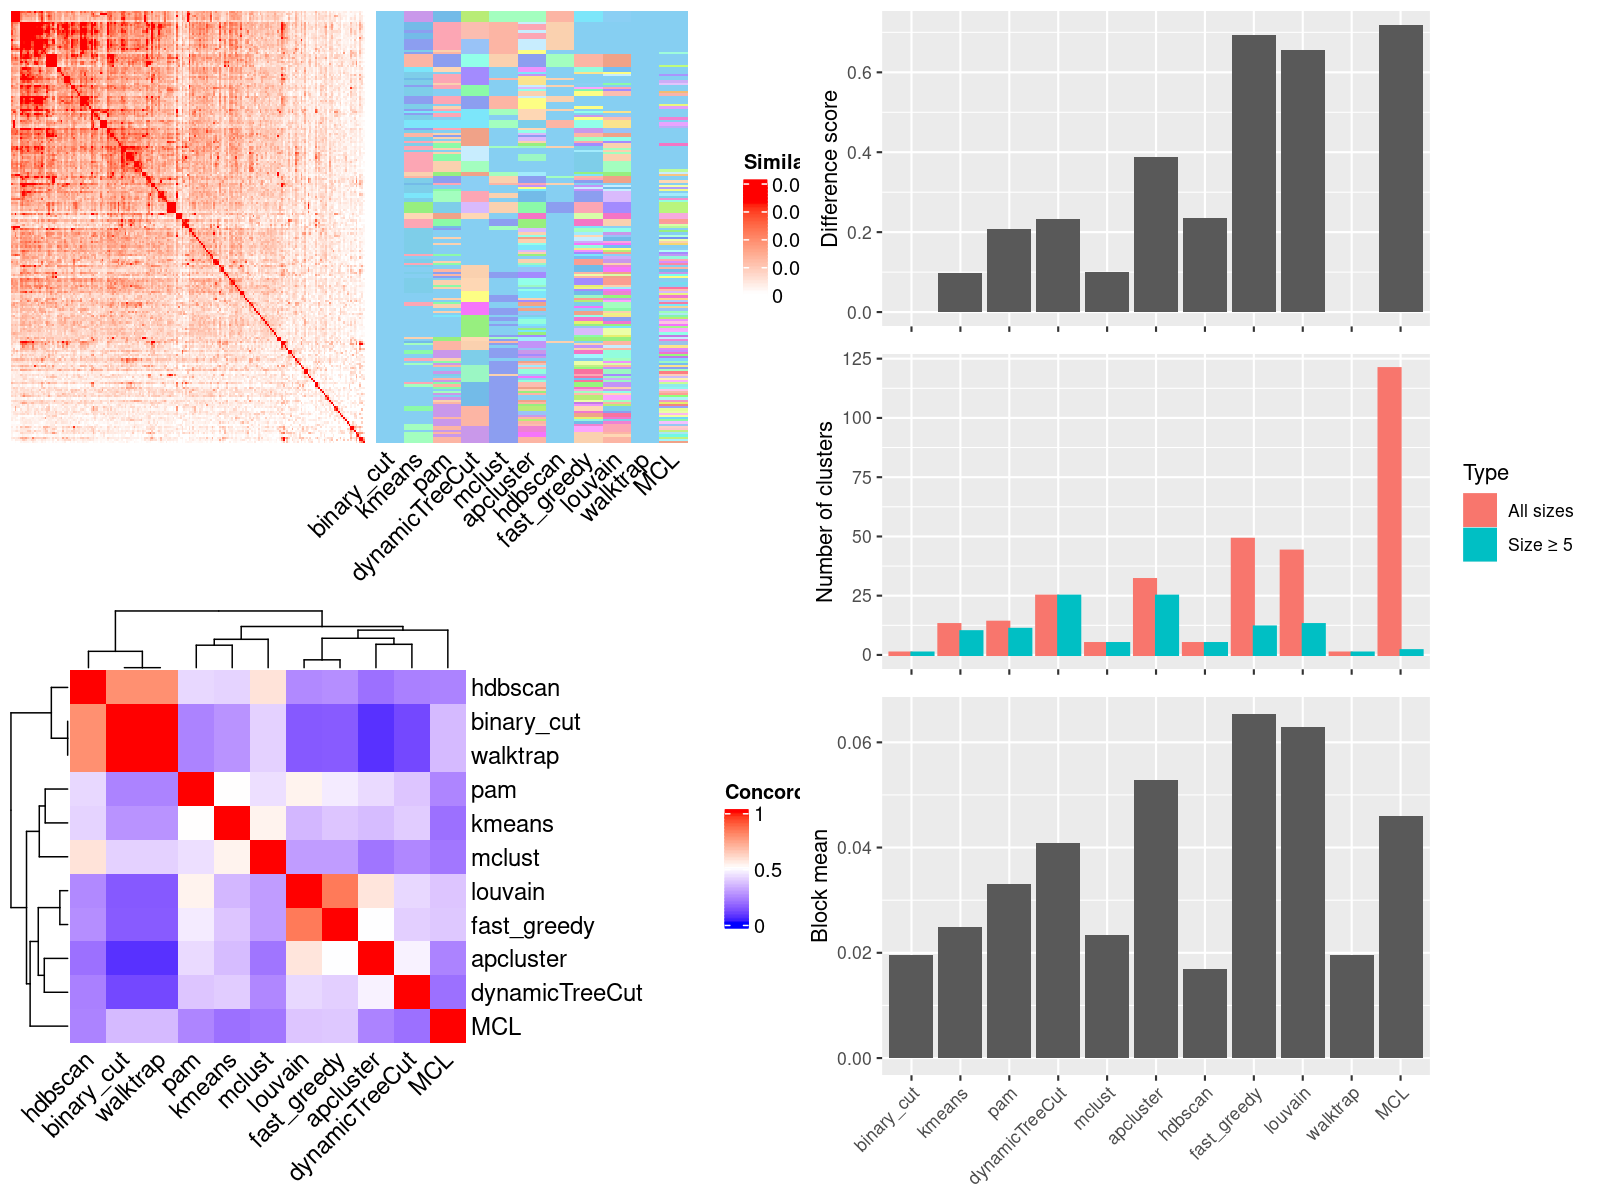 Simila
0.0
0.0
0.0
0.0
0
binary_cut
kmeans
pam
dynamicTreeCut
mclust
apcluster
hdbscan
fast_greedy
louvain
walktrap
MCL
hdbscan
binary_cut
walktrap
pam
kmeans
mclust
louvain
fast_greedy
apcluster
dynamicTreeCut
MCL
hdbscan
binary_cut
walktrap
pam
kmeans
mclust
louvain
fast_greedy
apcluster
dynamicTreeCut
MCL
Concord
1
0.5
0
Difference score
0.6
0.4
0.2
0.0
Number of clusters
125
100
75
50
25
0
Type
All sizes
Size ≥ 5
Block mean
0.06
0.04
0.02
0.00
binary_cut
kmeans
pam
dynamicTreeCut
mclust
apcluster
hdbscan
fast_greedy
louvain
walktrap
MCL